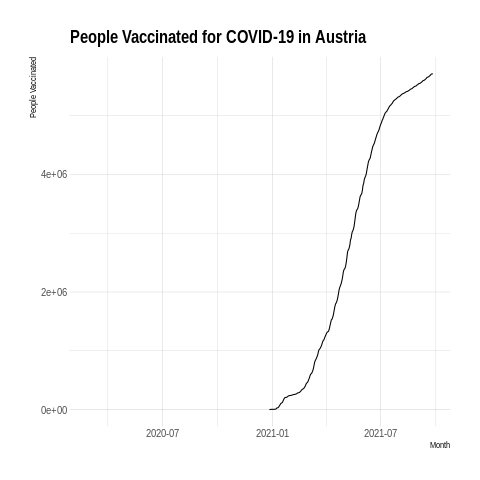 People Vaccinated for COVID-19 in Austria
People Vaccinated
4e+06
2e+06
0e+00
2020-07
2021-01
2021-07
Month